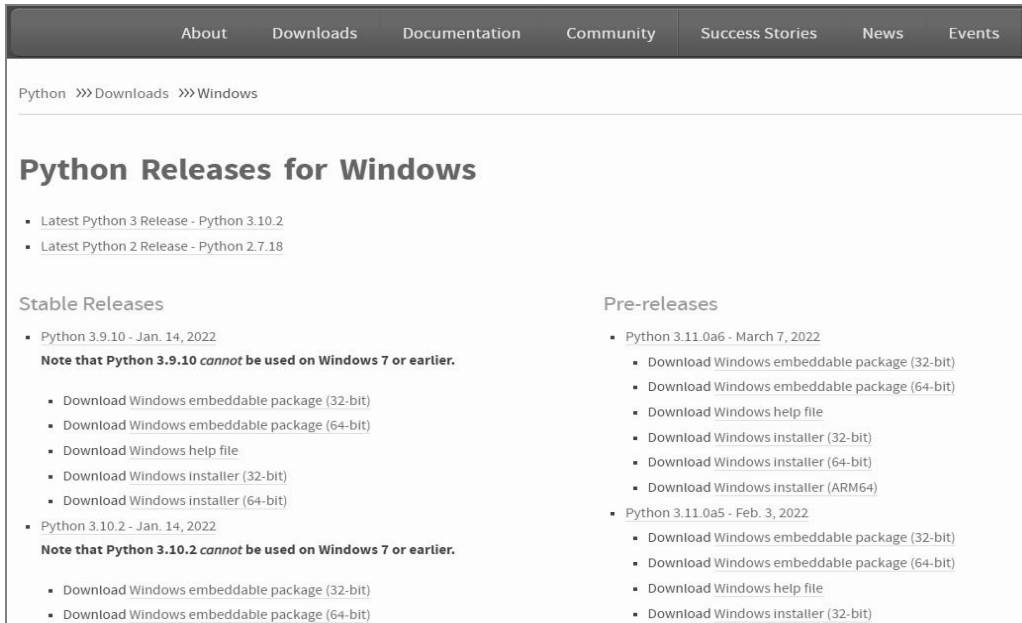 About Downloads Documentation Community Success Stories News Events
Python >>> Downloads >>> Windows
Python Releases for Windows
Latest Python 3 Release - Python 3.10.2
Latest Python 2 Release - Python 2.7.18
Stable Releases
Python 3.9.10 - Jan. 14, 2022
Note that Python 3.9.10 cannot be used on Windows 7 or earlier.
Download Windows embeddable package (32-bit)
Download Windows embeddable package (64-bit)
Download Windows help file
Download Windows installer (32-bit)
Download Windows installer (64-bit)
Python 3.10.2 - Jan. 14, 2022
Note that Python 3.10.2 cannot be used on Windows 7 or earlier.
Download Windows embeddable package (32-bit)
Download Windows embeddable package (64-bit)
Pre-releases
Python 3.11.0a6 - March 7, 2022
Download Windows embeddable package (32-bit)
Download Windows embeddable package (64-bit)
Download Windows help file
Download Windows installer (32-bit)
Download Windows installer (64-bit)
Download Windows installer (ARM64)
Python 3.11.0a5 - Feb. 3, 2022
Download Windows embeddable package (32-bit)
Download Windows embeddable package (64-bit)
Download Windows help file
Download Windows installer (32-bit)